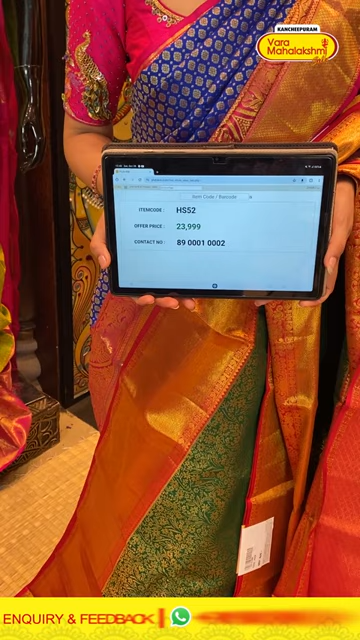 KANCHEEPURAM
Vara
Mahalakshmi
Item Code / Barcode
ITEMCODE : HS52
OFFER PRICE : 23,999
CONTACT NO : 89 0001 0002
ENQUIRY & FEEDBACK